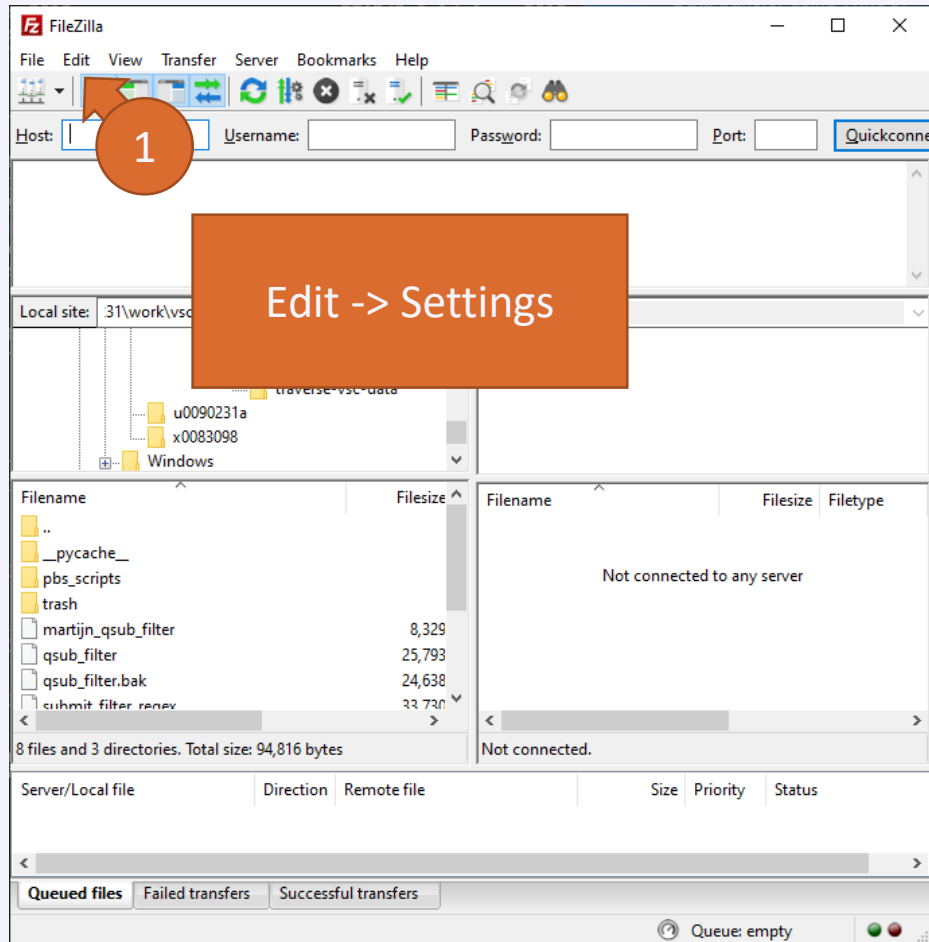 FileZilla
File Edit View Transfer Server Bookmarks Help
Host: Username: Password: Port: Quickconne
1
Edit -> Settings
Local site: 31\work\vsc
traverse-vsc-data
u0090231a
x0083098
Windows
Filename Filesize
..
__pycache__
pbs_scripts
trash
martijn_qsub_filter 8,329
qsub_filter 25,793
qsub_filter.bak 24,638
submit_filter_regex 33,730
8 files and 3 directories. Total size: 94,816 bytes
Filename Filesize Filetype
Not connected to any server
Not connected.
Server/Local file Direction Remote file Size Priority Status
Queued files Failed transfers Successful transfers
Queue: empty